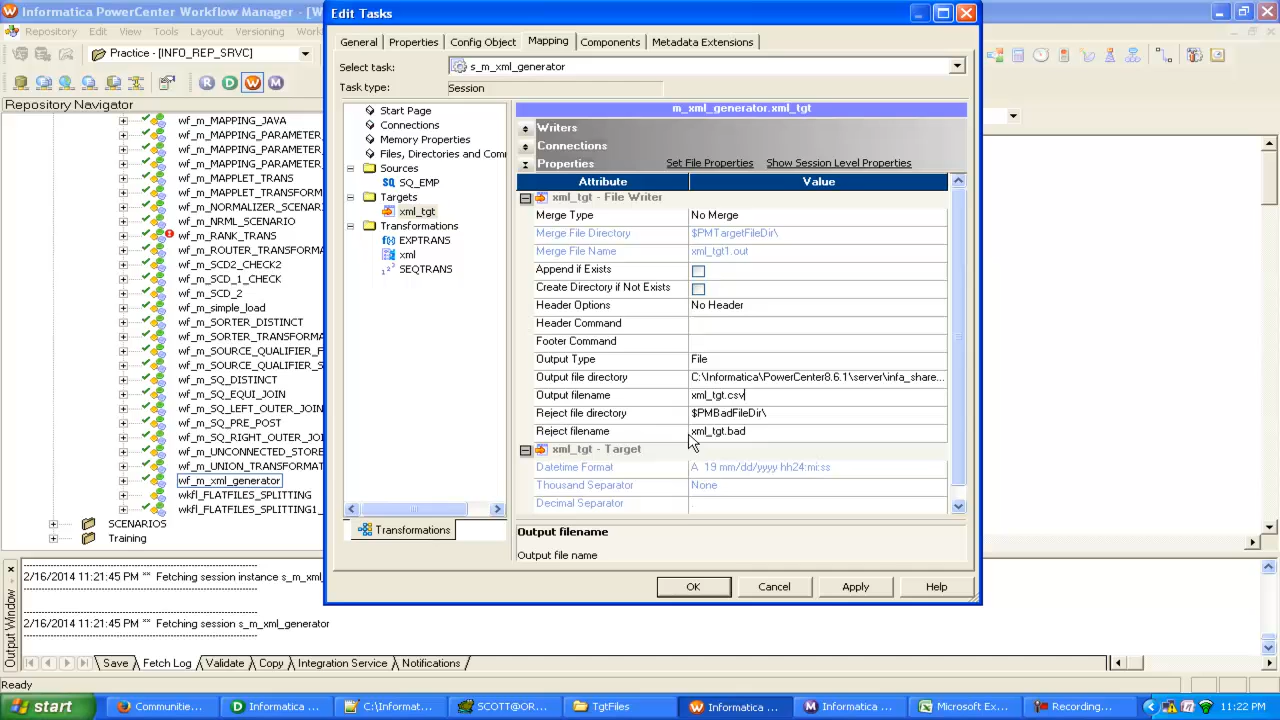 Informatica PowerCenter Workflow Manager - [W
Repository Edit View Tools Layout Versioning Wor
Practice - [INFO_REP_SRVC]
R D W M
Repository Navigator
wf_m_MAPPING_JAVA
wf_m_MAPPING_PARAMETER_
wf_m_MAPPING_PARAMETER_
wf_m_MAPPING_PARAMETER_
wf_m_MAPPLET_TRANS
wf_m_MAPPLET_TRANSFORM
wf_m_NORMALIZER_SCENARIO
wf_m_NRML_SCENARIO
wf_m_RANK_TRANS
wf_m_ROUTER_TRANSFORMA
wf_m_SCD2_CHECK2
wf_m_SCD_1_CHECK
wf_m_SCD_2
wf_m_simple_load
wf_m_SORTER_DISTINCT
wf_m_SORTER_TRANSFORMA
wf_m_SOURCE_QUALIFIER_F
wf_m_SQ_DISTINCT
wf_m_SQ_EQUI_JOIN
wf_m_SQ_LEFT_OUTER_JOIN
wf_m_SQ_OUTER_JOIN
wf_m_SQ_RIGHT_OUTER_JOI
wf_m_UNCONNECTED_STORE
wf_m_UNION_TRANSFORMAT
wf_m_xml_generator
wkfl_FLATFILES_SPLITTING
wkfl_FLATFILES_SPLITTING1_
SCENARIOS
Training
Edit Tasks
General Properties Config Object Mapping Components Metadata Extensions
Select task: s_m_xml_generator
Task type: Session
Start Page
Connections
Memory Properties
Files, Directories and Com
Sources
SQ_EMP
Targets
xml_tgt
Transformations
EXPTRANS
xml
SEQTRANS
Transformations
m_xml_generator.xml_tgt
Writers
Connections
Properties Set File Properties Show Session Level Properties
Attribute Value
xml_tgt - File Writer
Merge Type No Merge
Merge File Directory $PMTargetFileDir\
Merge File Name xml_tgt1.out
Append if Exists
Create Directory if Not Exists
Header Options No Header
Header Command
Footer Command
Output Type File
Output file directory C:\Informatica\PowerCenter8.6.1\server\infa_share...
Output filename xml_tgt.csv
Reject file directory $PMBadFileDir\
Reject filename xml_tgt.bad
xml_tgt - Target
Datetime Format A 19 mm/dd/yyyy hh24:mi:ss
Thousand Separator None
Decimal Separator .
Output filename
Output file name
OK Cancel Apply Help
Output Window
2/16/2014 11:21:45 PM ** Fetching session instance s_m_xml
2/16/2014 11:21:45 PM ** Fetching session s_m_xml_generator
Save Fetch Log Validate Copy Integration Service Notifications
Ready
start Communitie... Informatica ... C:\Informat... SCOTT@OR... TgtFiles Informatica ... Informatica ... Microsoft Ex... Recording... 11:22 PM